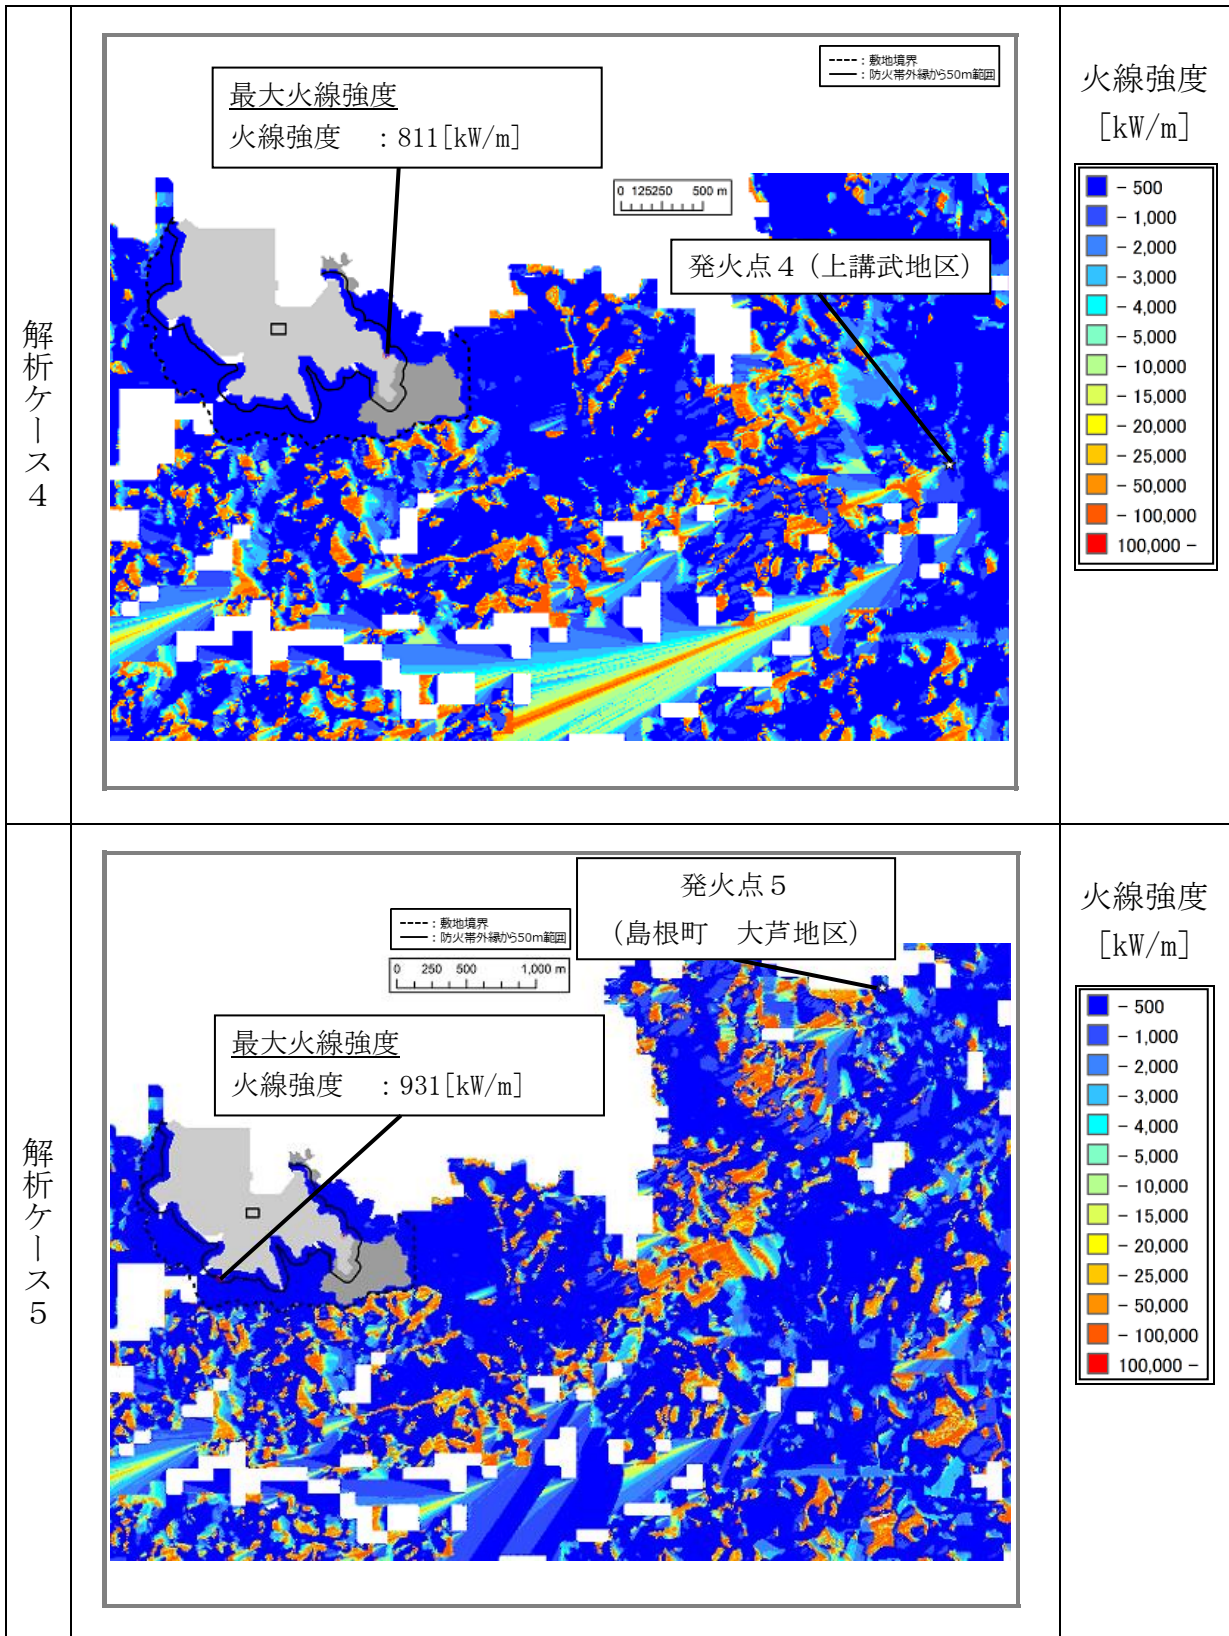 解析ケース４
----- : 敷地境界
—— : 防火帯外縁から50m範囲
最大火線強度
火線強度　：811[kW/m]
0 125250 500 m
発火点４（上講武地区）
火線強度
[kW/m]
- 500
- 1,000
- 2,000
- 3,000
- 4,000
- 5,000
- 10,000
- 15,000
- 20,000
- 25,000
- 50,000
- 100,000
100,000 -
解析ケース５
発火点５
（島根町　大芦地区）
----- : 敷地境界
—— : 防火帯外縁から50m範囲
0 250 500 1,000 m
最大火線強度
火線強度　：931[kW/m]
火線強度
[kW/m]
- 500
- 1,000
- 2,000
- 3,000
- 4,000
- 5,000
- 10,000
- 15,000
- 20,000
- 25,000
- 50,000
- 100,000
100,000 -